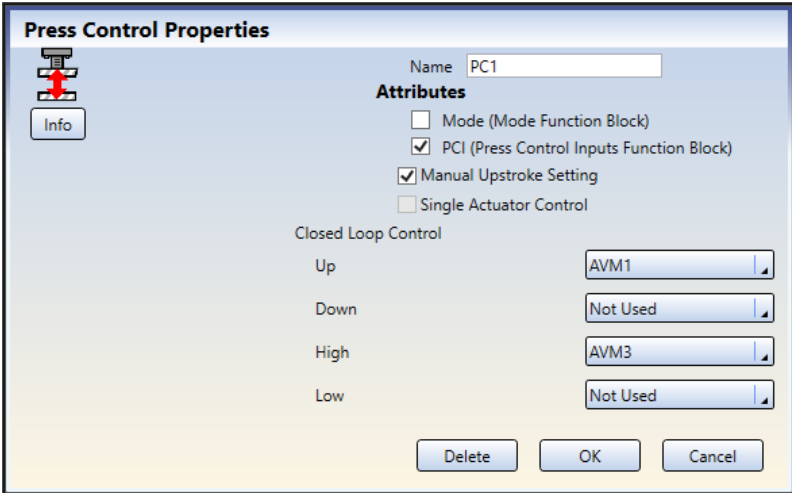 Press Control Properties
Name PC1
Attributes
Info
Mode (Mode Function Block)
PCI (Press Control Inputs Function Block)
Manual Upstroke Setting
Single Actuator Control
Closed Loop Control
Up AVM1
Down Not Used
High AVM3
Low Not Used
Delete OK Cancel